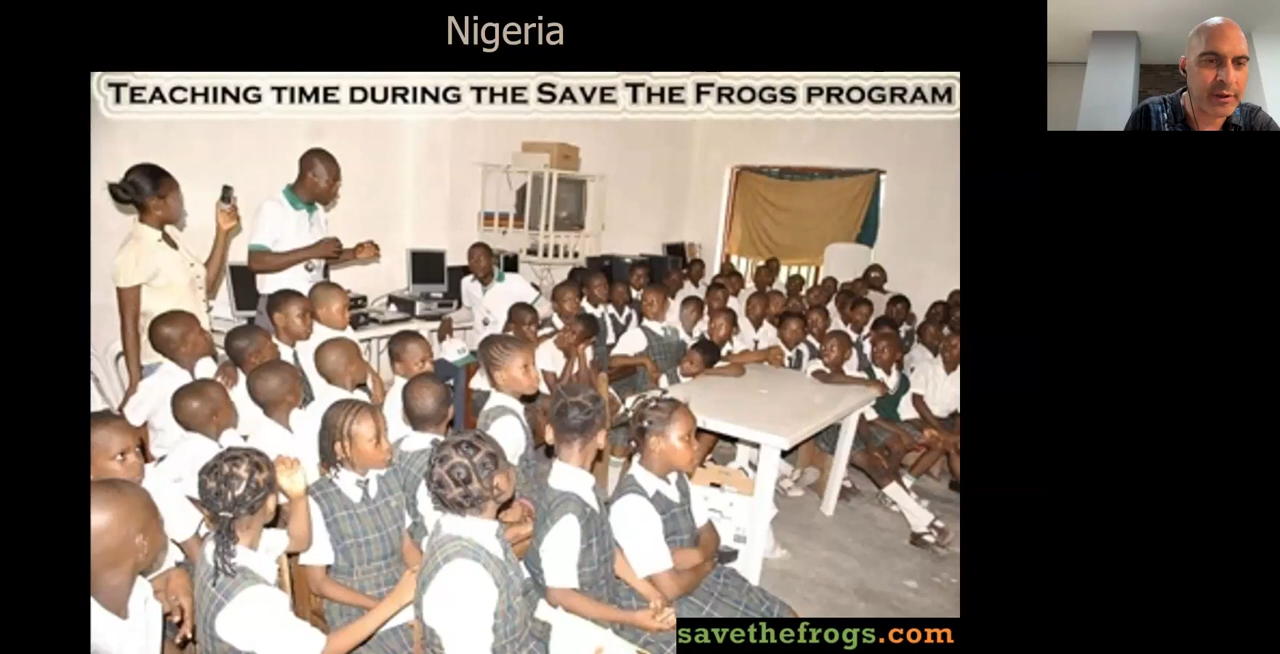 Nigeria
Teaching time during the Save The Frogs program
savethefrogs.com